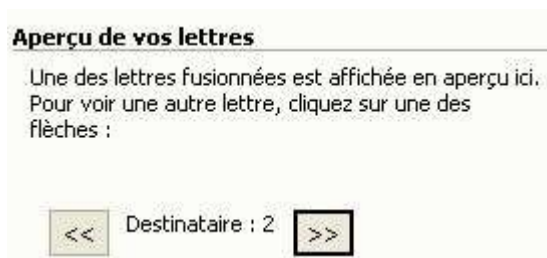 Aperçu de vos lettres
Une des lettres fusionnées est affichée en aperçu ici.
Pour voir une autre lettre, cliquez sur une des
flèches :
<< Destinataire : 2 >>